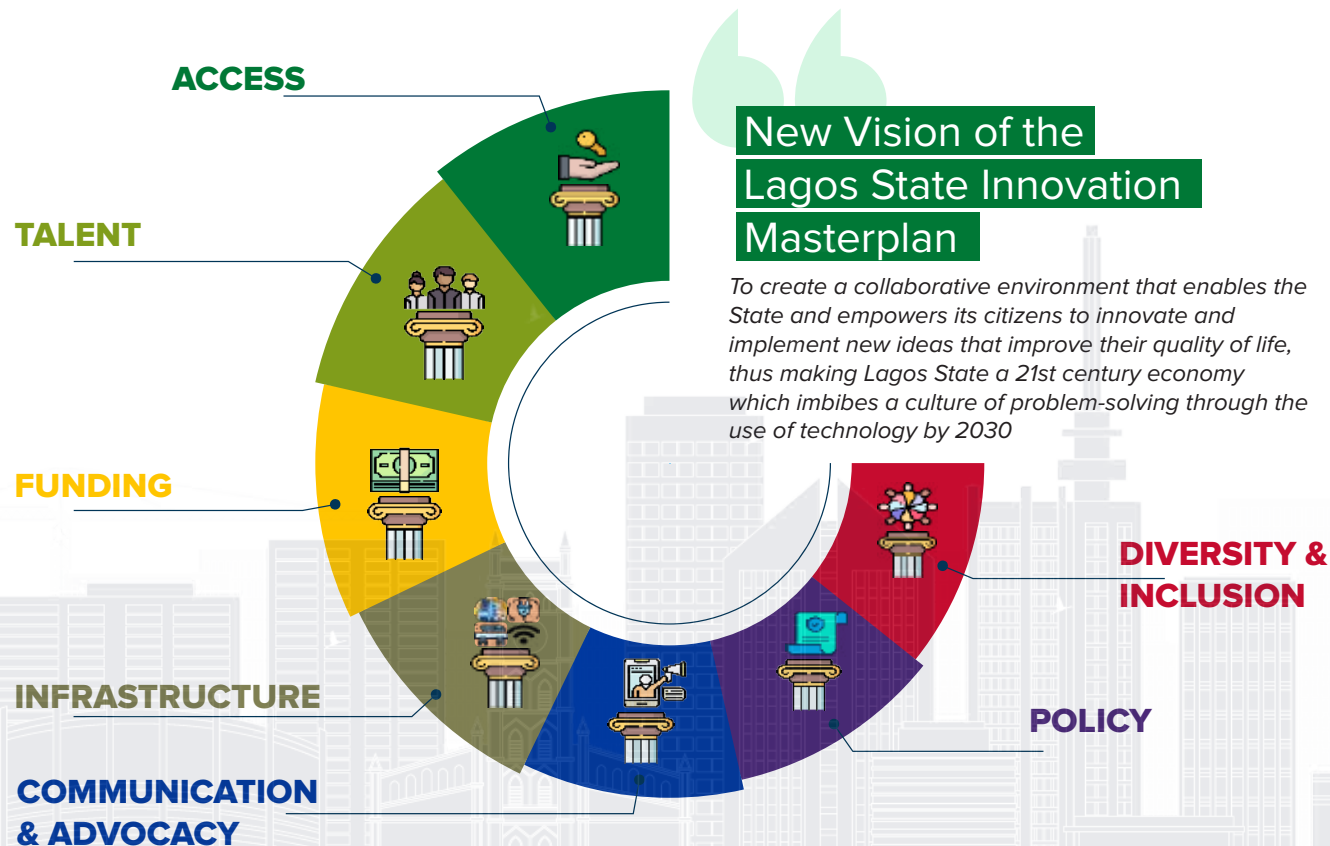 ACCESS
New Vision of the
Lagos State Innovation
Masterplan
To create a collaborative environment that enables the
State and empowers its citizens to innovate and
implement new ideas that improve their quality of life,
thus making Lagos State a 21st century economy
which imbibes a culture of problem-solving through the
use of technology by 2030
TALENT
FUNDING
INFRASTRUCTURE
COMMUNICATION
& ADVOCACY
POLICY
DIVERSITY &
INCLUSION